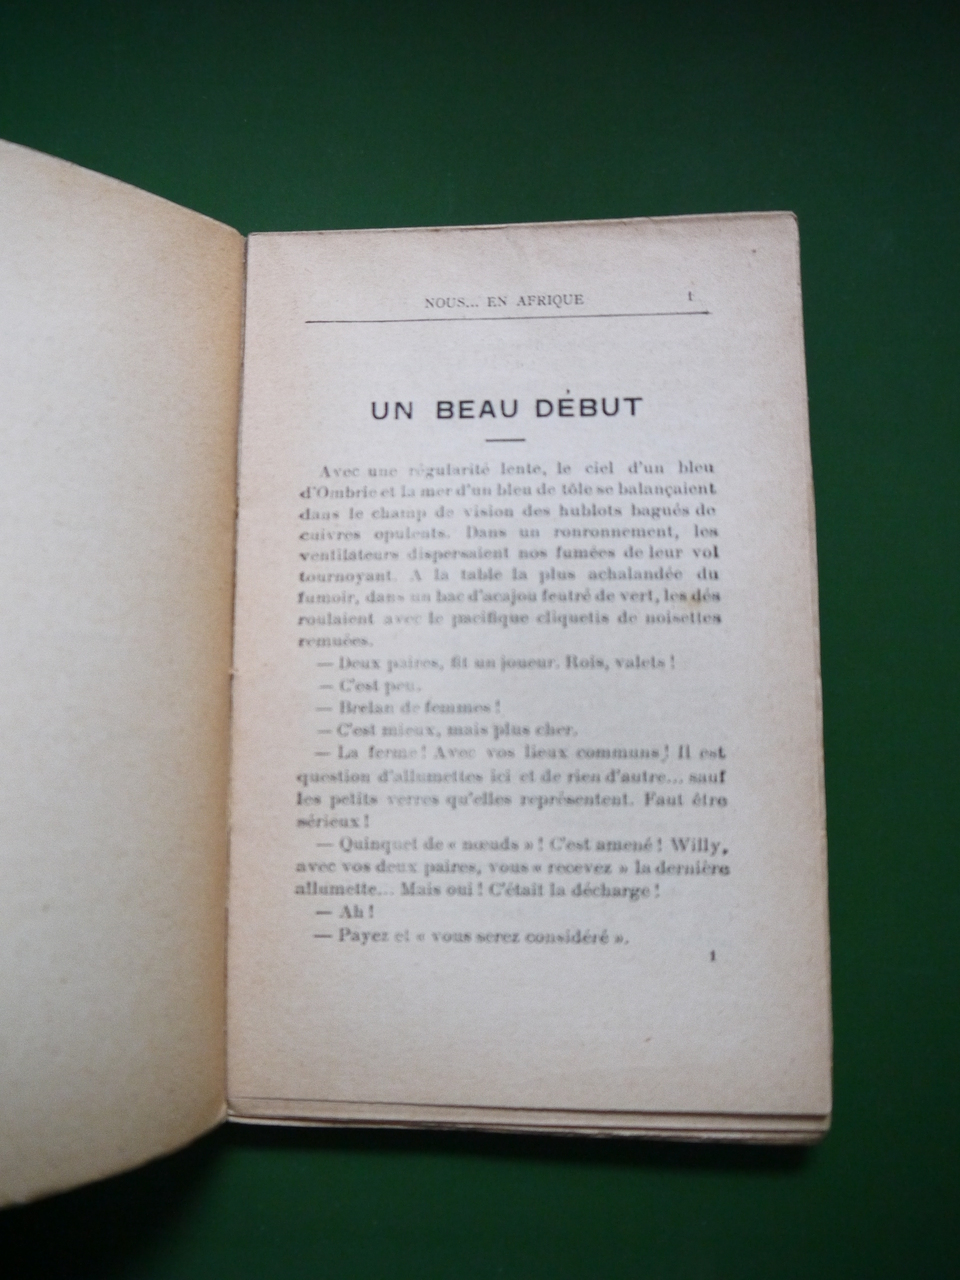 NOUS... EN AFRIQUE 1
UN BEAU DÉBUT
Avec une régularité lente, le ciel d'un bleu
d'Ombrie et la mer d'un bleu de tôle se balançaient
dans le champ de vision des hublots bagués de
cuivres opulents. Dans un ronronnement, les
ventilateurs dispersaient nos fumées de leur vol
tournoyant. A la table la plus achalandée du
fumoir, dans un bac d'acajou feutré de vert, les dés
roulaient avec le pacifique cliquetis de noisettes
remuées.
— Deux paires, fit un joueur. Rois, valets !
— C'est peu.
— Brelan de femmes !
— C'est mieux, mais plus cher.
— La ferme ! Avec vos lieux communs ! Il est
question d'allumettes ici et de rien d'autre... sauf
les petits verres qu'elles représentent. Faut être
sérieux !
— Quinquet de « nœuds » ! C'est amené ! Willy,
avec vos deux paires, vous « recevez » la dernière
allumette... Mais oui ! C'était la décharge !
— Ah !
— Payez et « vous serez considéré ».
1